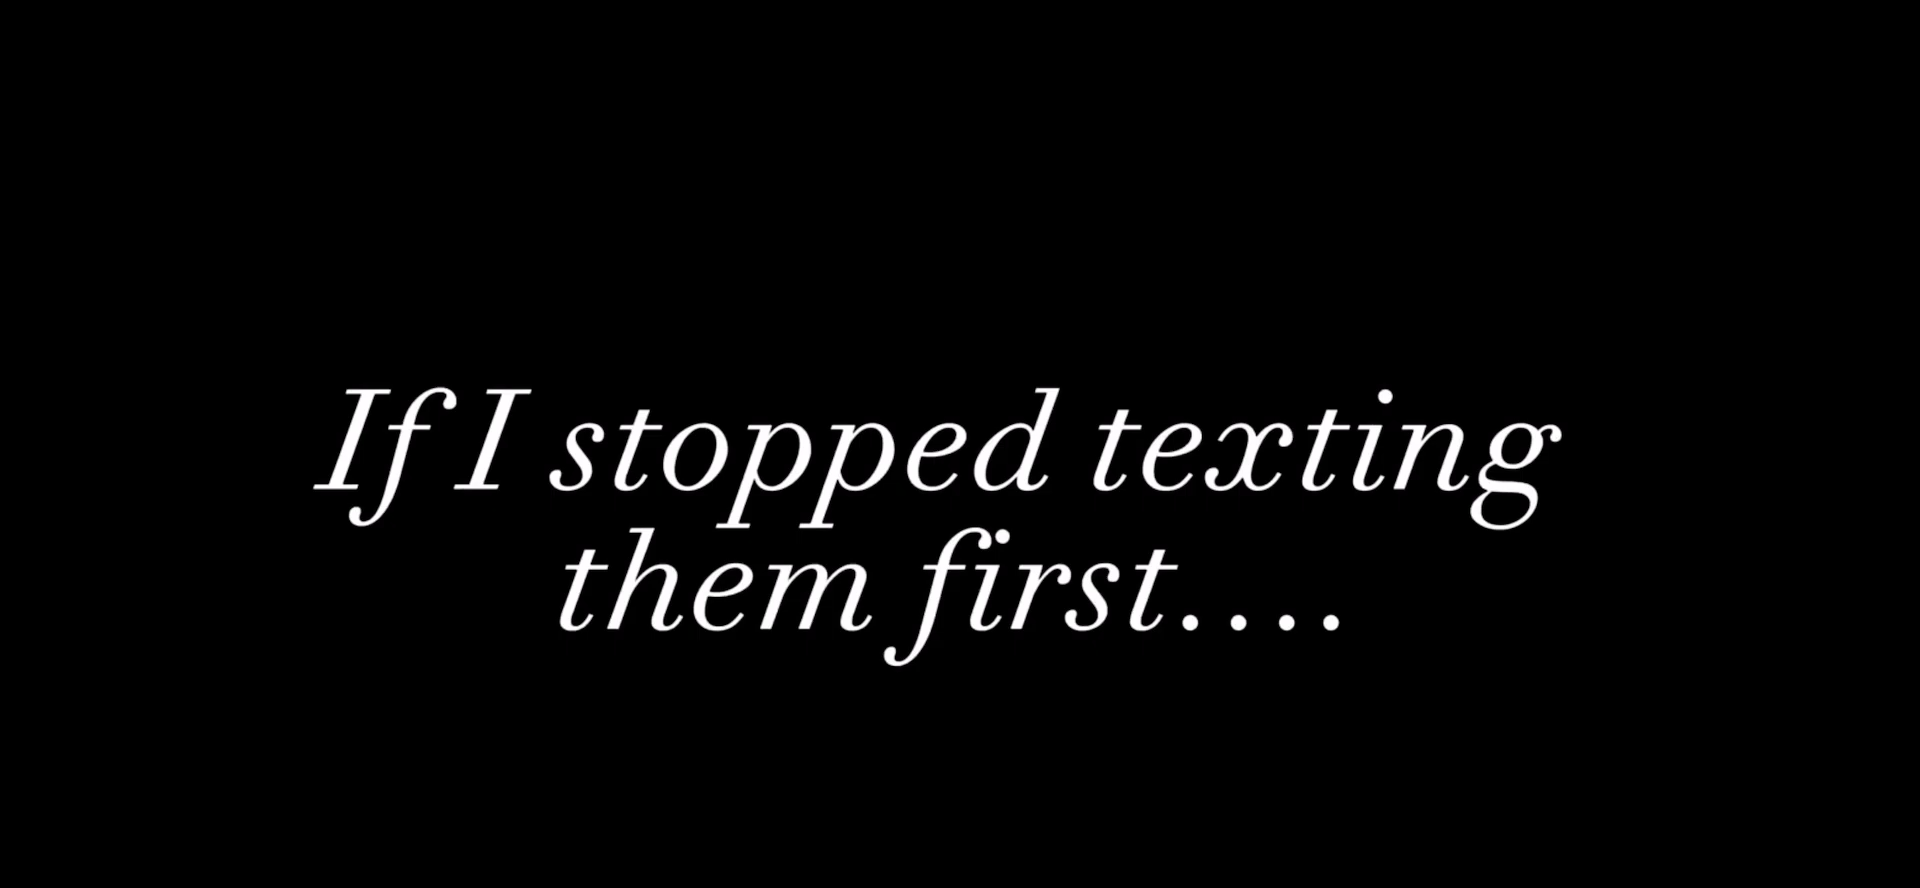 If I stopped texting
them first....